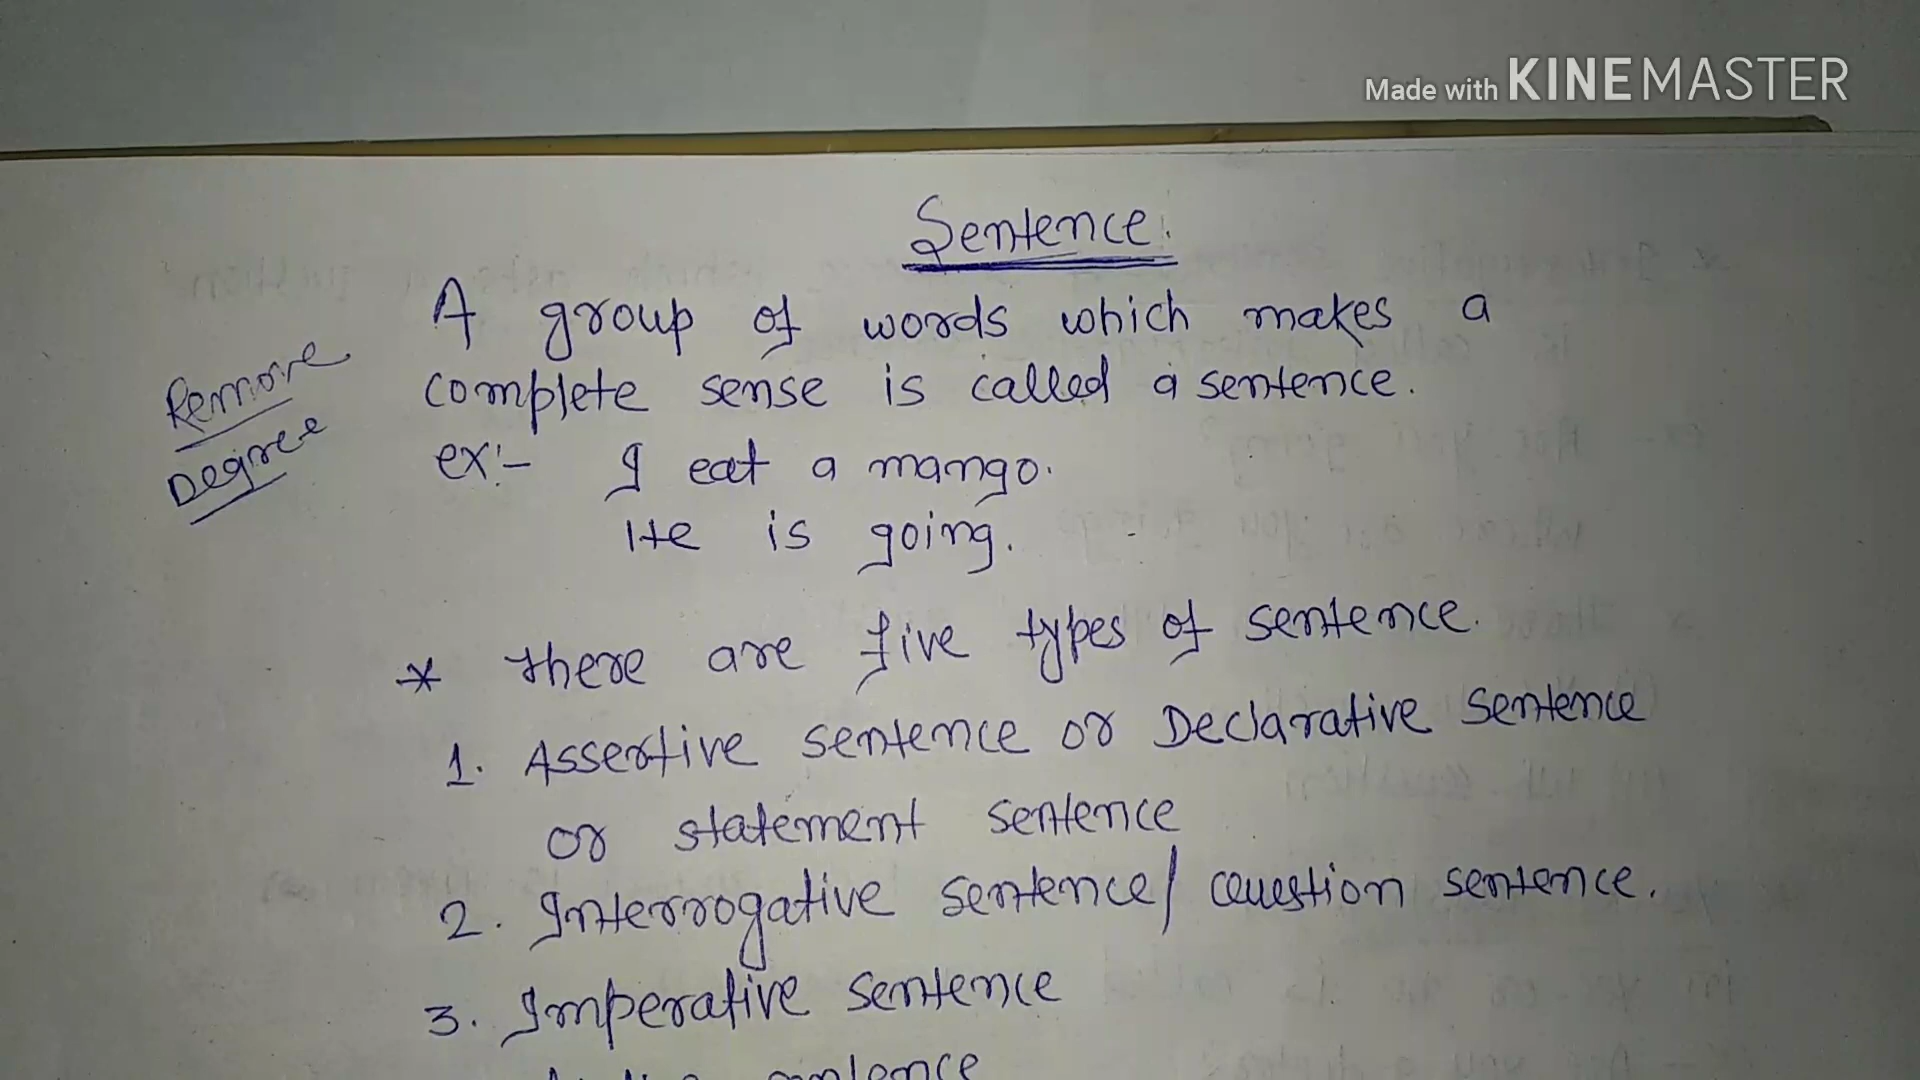 Made with KINEMASTER
Sentence.
A group of words which makes a
complete sense is called a sentence.
ex:- I eat a mango.
He is going.
Remove
Degree
* there are five types of sentence.
1. Assertive sentence or Declarative sentence
or statement sentence
2. Interrogative sentence/ Question sentence.
3. Imperative sentence